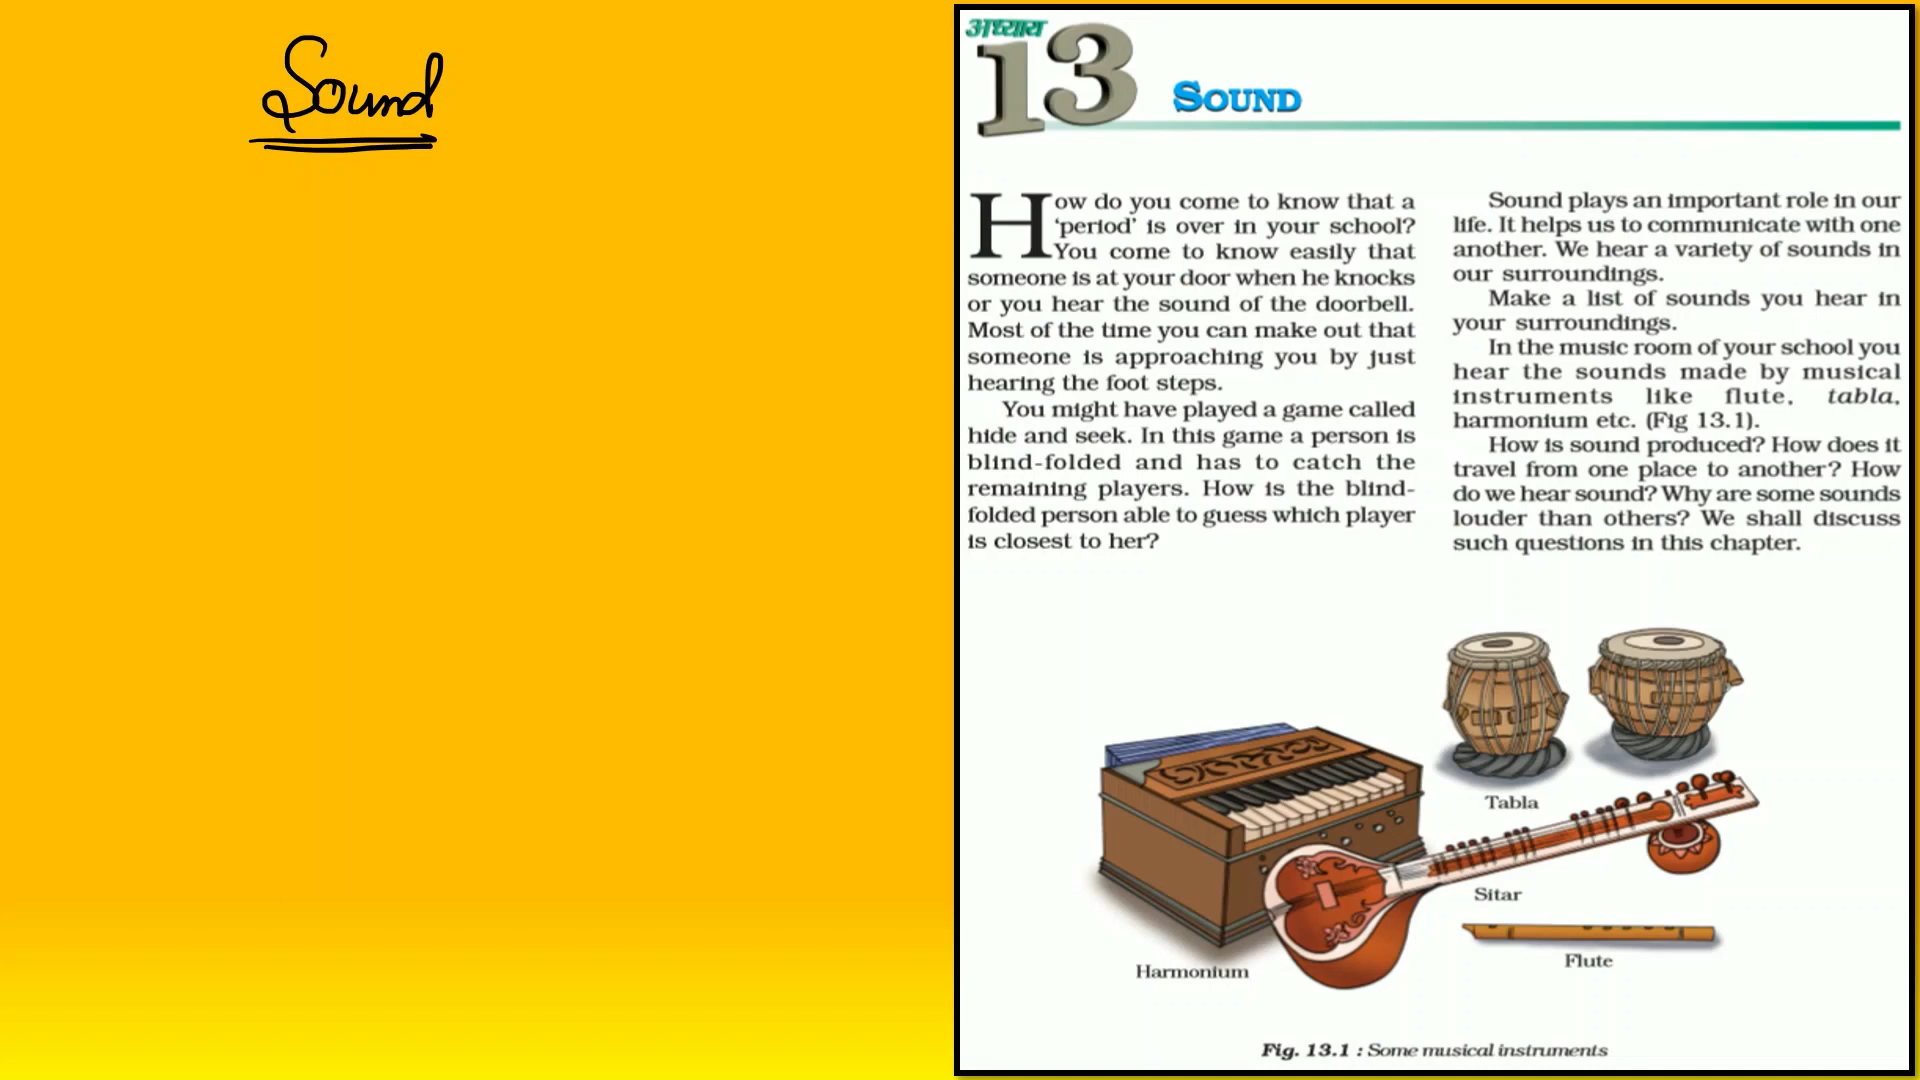 Sound
अध्याय
13
SOUND
How do you come to know that a
'period' is over in your school?
You come to know easily that
someone is at your door when he knocks
or you hear the sound of the doorbell.
Most of the time you can make out that
someone is approaching you by just
hearing the foot steps.
You might have played a game called
hide and seek. In this game a person is
blind-folded and has to catch the
remaining players. How is the blind-
folded person able to guess which player
is closest to her?
Sound plays an important role in our
life. It helps us to communicate with one
another. We hear a variety of sounds in
our surroundings.
Make a list of sounds you hear in
your surroundings.
In the music room of your school you
hear the sounds made by musical
instruments like flute, tabla,
harmonium etc. (Fig 13.1).
How is sound produced? How does it
travel from one place to another? How
do we hear sound? Why are some sounds
louder than others? We shall discuss
such questions in this chapter.
Tabla
Sitar
Flute
Harmonium
Fig. 13.1 : Some musical instruments